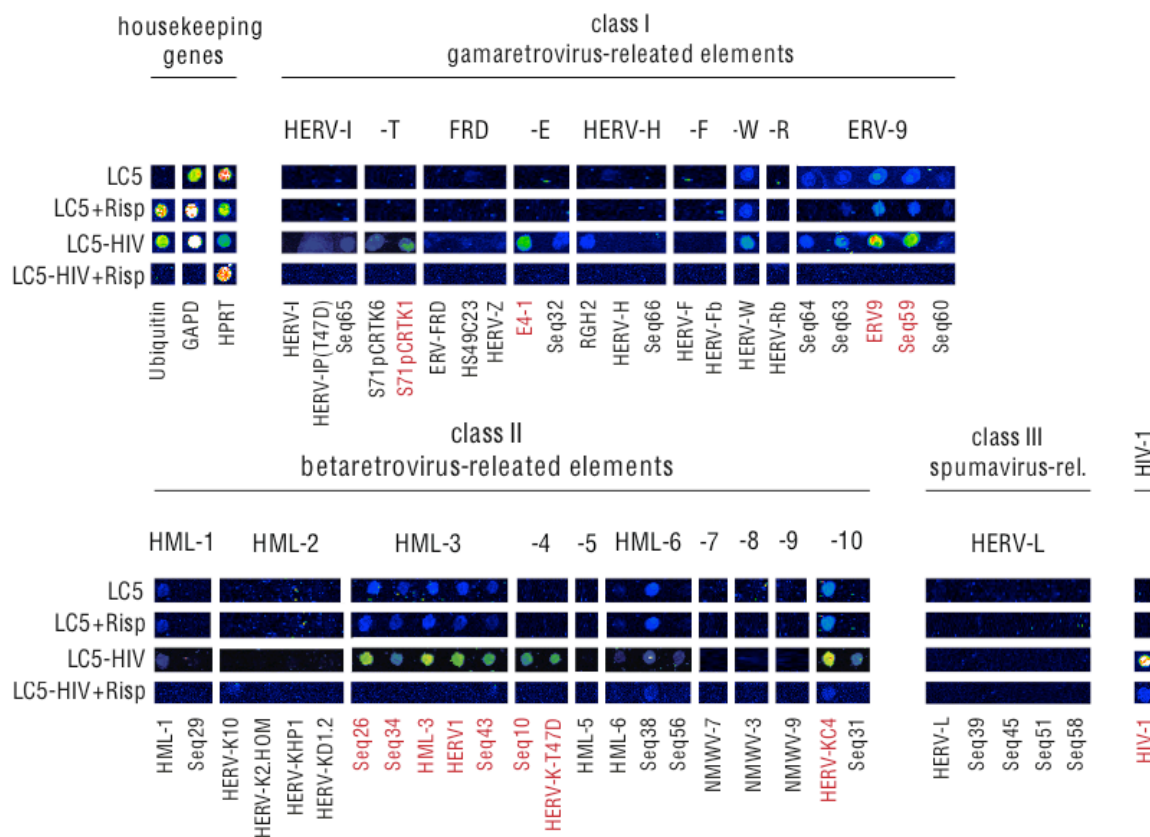 housekeeping
genes
class I
gamaretrovirus-releated elements
HERV-I -T FRD -E HERV-H -F -W -R ERV-9
LC5
LC5+Risp
LC5-HIV
LC5-HIV+Risp
Ubiquitin
GAPD
HPRT
HERV-I
HERV-IP(T47D)
Seq65
S71pCRTK6
S71pCRTK1
ERV-FRD
HS49C23
HERV-Z
E4-1
Seq32
RGH2
HERV-H
Seq66
HERV-F
HERV-Fb
HERV-W
HERV-Rb
Seq64
Seq63
ERV9
Seq59
Seq60
class II
betaretrovirus-releated elements
class III
spumavirus-rel.
HIV-1
HML-1 HML-2 HML-3 -4 -5 HML-6 -7 -8 -9 -10 HERV-L
LC5
LC5+Risp
LC5-HIV
LC5-HIV+Risp
HML-1
Seq29
HERV-K10
HERV-K2.HOM
HERV-KHP1
HERV-KD1.2
Seq26
Seq34
HML-3
HERV1
Seq43
Seq10
HERV-K-T47D
HML-5
HML-6
Seq38
Seq56
NMWV-7
NMWV-3
NMWV-9
HERV-KC4
Seq31
HERV-L
Seq39
Seq45
Seq51
Seq58
HIV-1